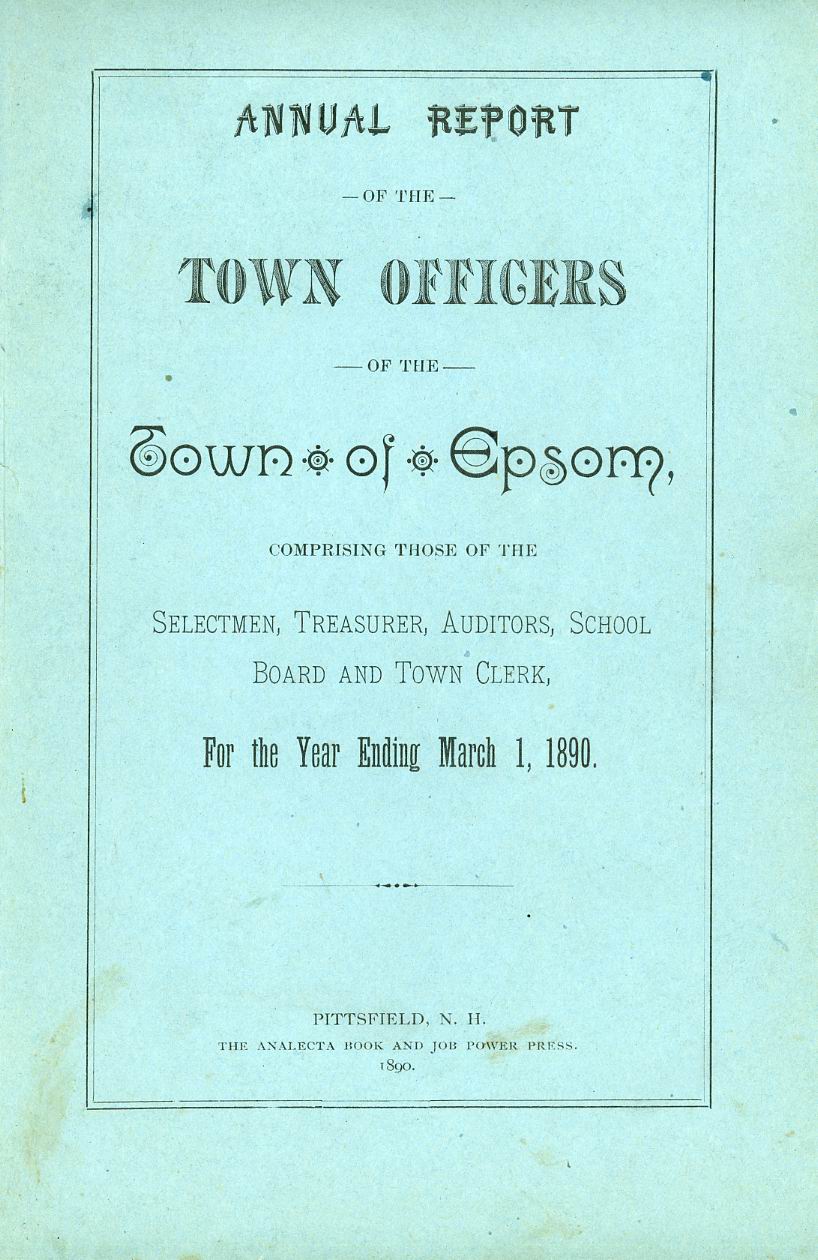 ANNUAL REPORT
— OF THE —
TOWN OFFICERS
— OF THE —
Town of Epsom,
COMPRISING THOSE OF THE
SELECTMEN, TREASURER, AUDITORS, SCHOOL
BOARD AND TOWN CLERK,
For the Year Ending March 1, 1890.
PITTSFIELD, N. H.
THE ANALECTA BOOK AND JOB POWER PRESS.
1890.